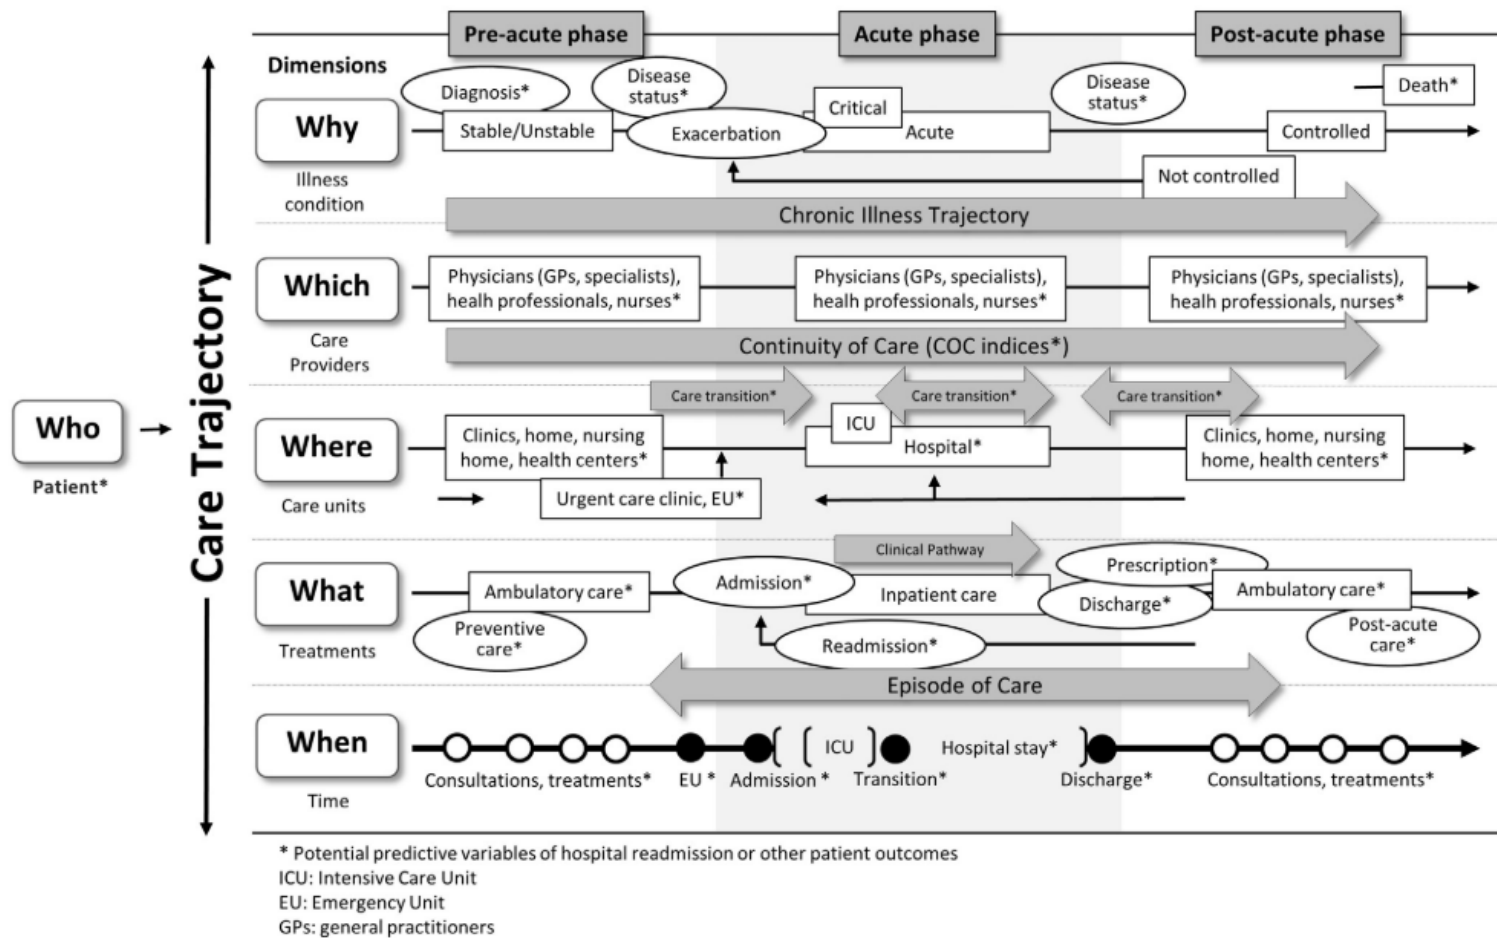 Pre-acute phase
Acute phase
Post-acute phase
Dimensions
Why
Illness
condition
Diagnosis*
Disease
status*
Stable/Unstable
Exacerbation
Critical
Acute
Disease
status*
Death*
Controlled
Not controlled
Chronic Illness Trajectory
Care Trajectory
Who
Patient*
Which
Care
Providers
Physicians (GPs, specialists),
healh professionals, nurses*
Physicians (GPs, specialists),
healh professionals, nurses*
Physicians (GPs, specialists),
healh professionals, nurses*
Continuity of Care (COC indices*)
Care transition*
Care transition*
Care transition*
Where
Care units
Clinics, home, nursing
home, health centers*
Urgent care clinic, EU*
ICU
Hospital*
Clinics, home, nursing
home, health centers*
What
Treatments
Clinical Pathway
Ambulatory care*
Preventive
care*
Admission*
Inpatient care
Readmission*
Prescription*
Discharge*
Ambulatory care*
Post-acute
care*
Episode of Care
When
Time
ICU
Hospital stay*
Consultations, treatments*
EU *
Admission *
Transition*
Discharge*
Consultations, treatments*
* Potential predictive variables of hospital readmission or other patient outcomes
ICU: Intensive Care Unit
EU: Emergency Unit
GPs: general practitioners